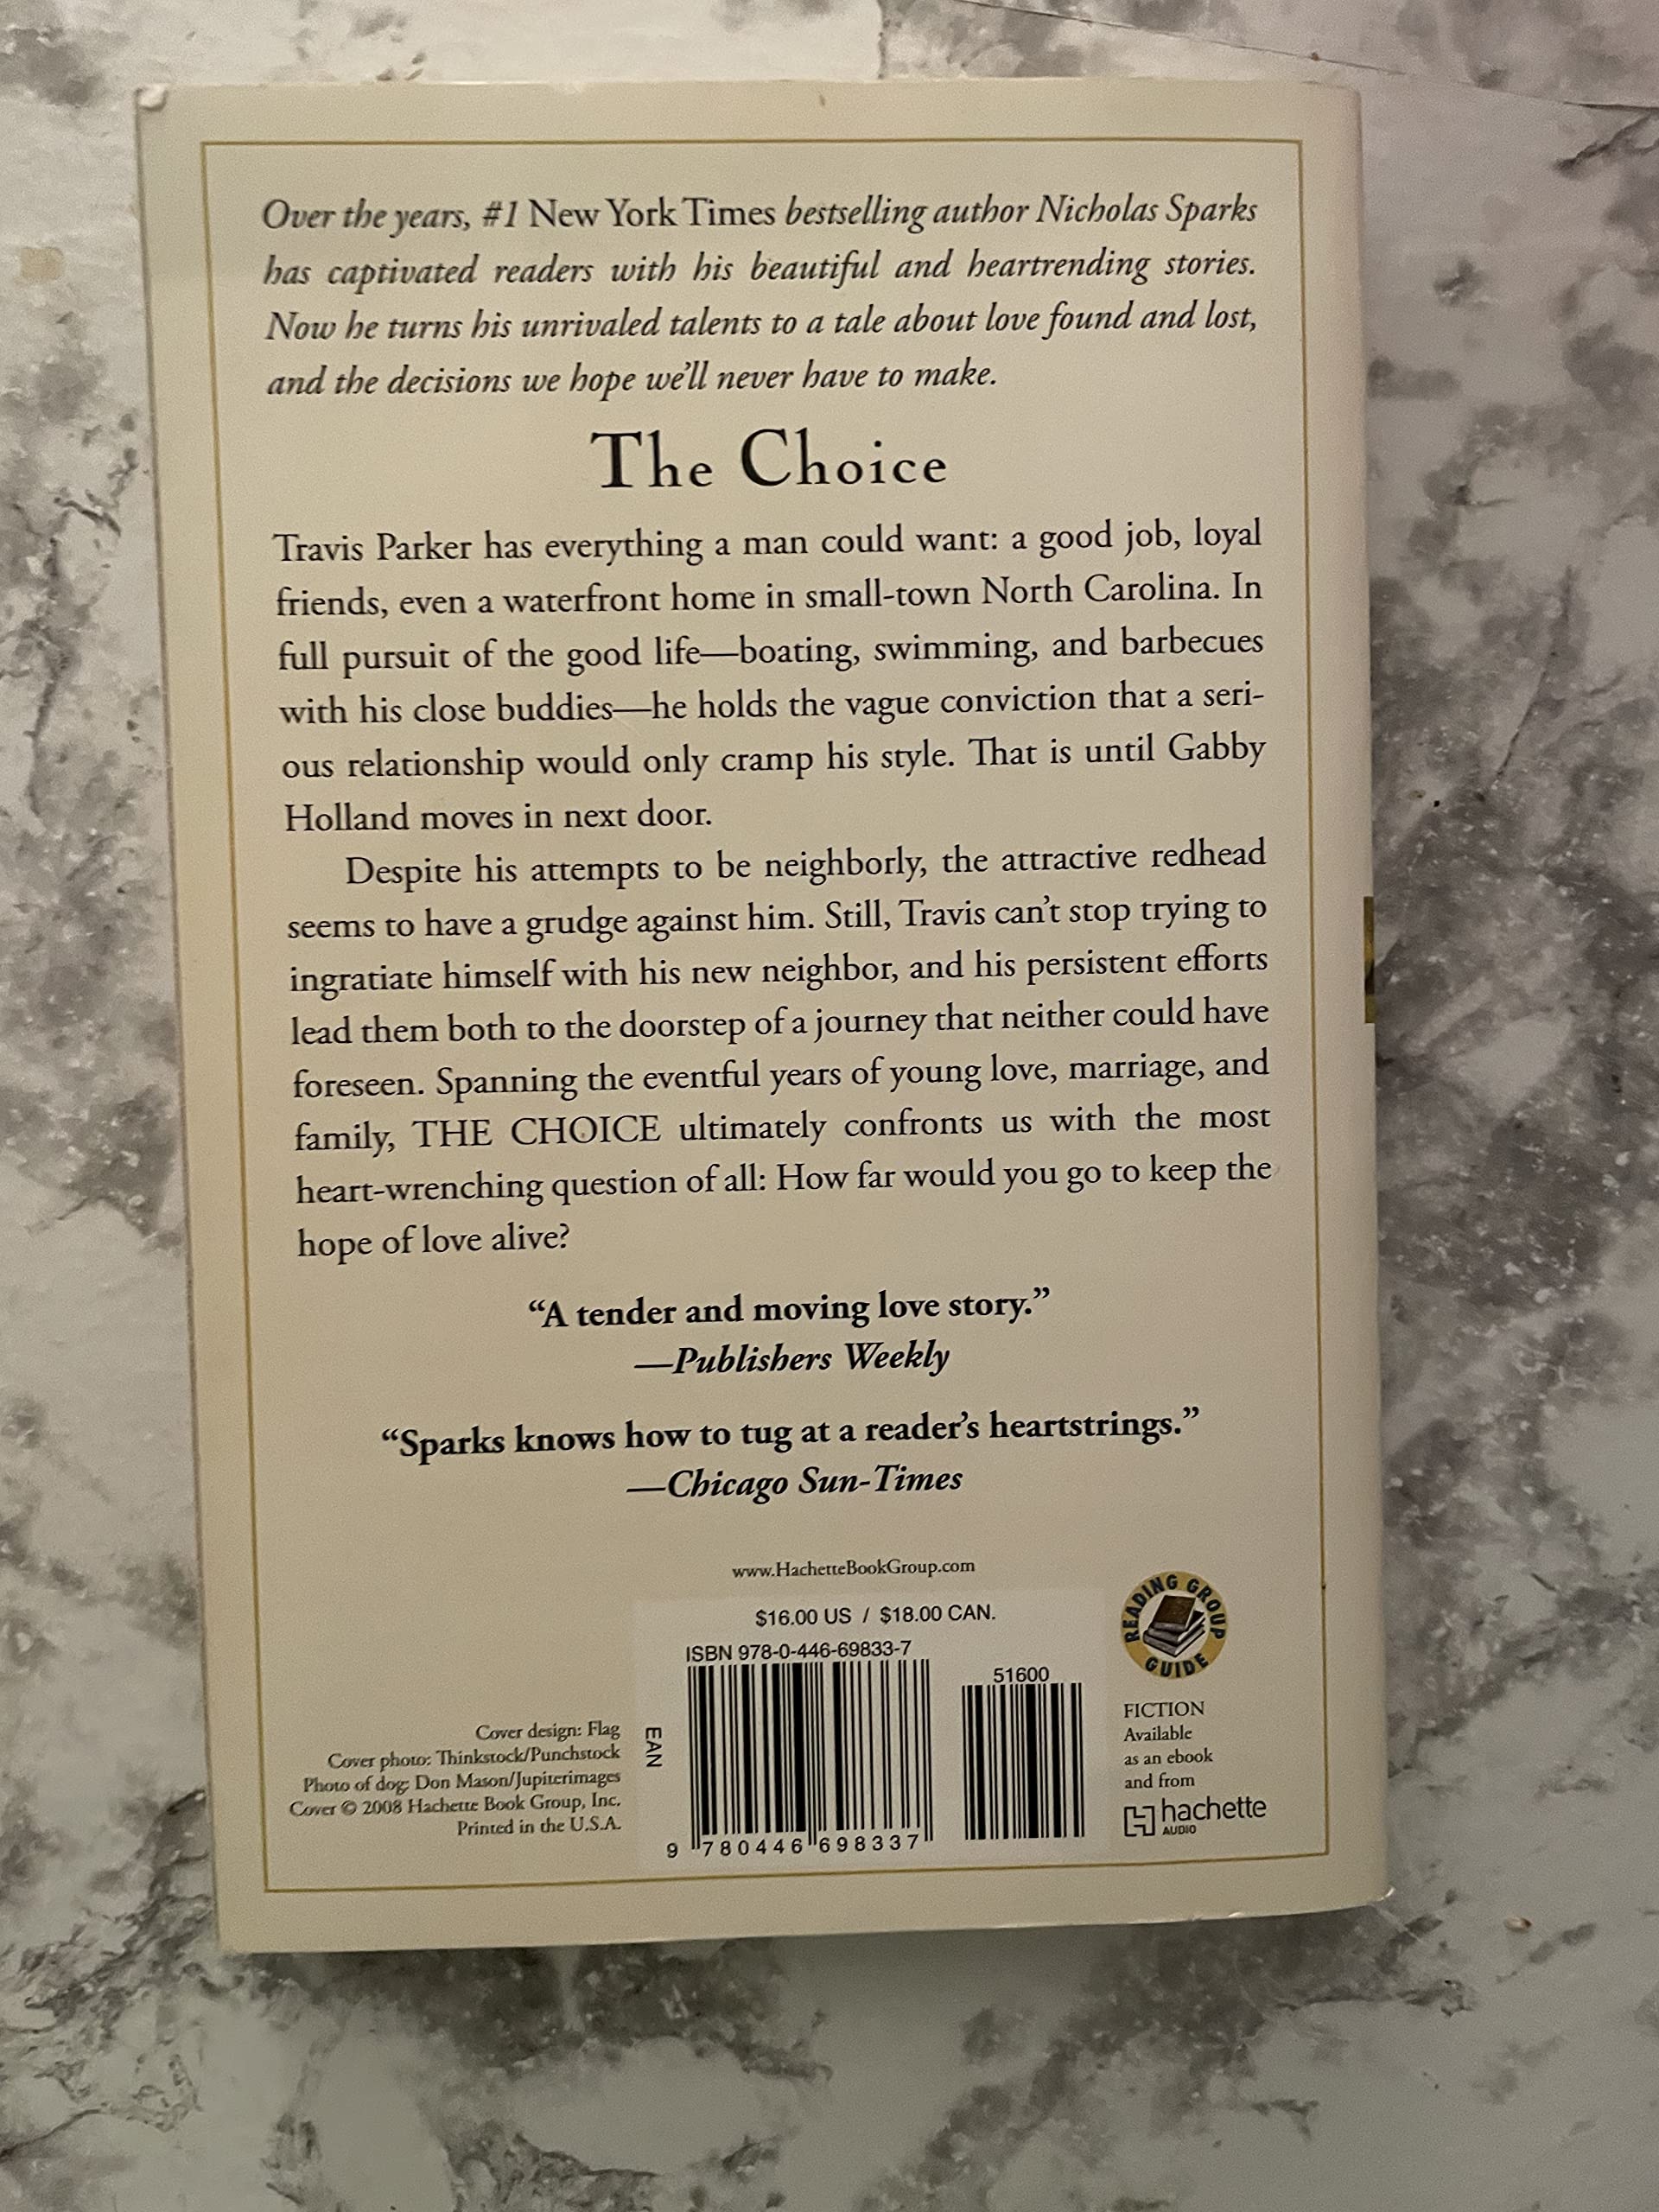 Over the years, #1 New York Times bestselling author Nicholas Sparks
has captivated readers with his beautiful and heartrending stories.
Now he turns his unrivaled talents to a tale about love found and lost,
and the decisions we hope we'll never have to make.
The Choice
Travis Parker has everything a man could want: a good job, loyal
friends, even a waterfront home in small-town North Carolina. In
full pursuit of the good life—boating, swimming, and barbecues
with his close buddies—he holds the vague conviction that a seri-
ous relationship would only cramp his style. That is until Gabby
Holland moves in next door.
Despite his attempts to be neighborly, the attractive redhead
seems to have a grudge against him. Still, Travis can't stop trying to
ingratiate himself with his new neighbor, and his persistent efforts
lead them both to the doorstep of a journey that neither could have
foreseen. Spanning the eventful years of young love, marriage, and
family, THE CHOICE ultimately confronts us with the most
heart-wrenching question of all: How far would you go to keep the
hope of love alive?
“A tender and moving love story.”
—Publishers Weekly
“Sparks knows how to tug at a reader's heartstrings.”
—Chicago Sun-Times
www.HachetteBookGroup.com
$16.00 US / $18.00 CAN.
ISBN 978-0-446-69833-7
51600
EAN
9 780446 698337
Cover design: Flag
Cover photo: Thinkstock/Punchstock
Photo of dog: Don Mason/Jupiterimages
Cover © 2008 Hachette Book Group, Inc.
Printed in the U.S.A.
READING GROUP
GUIDE
FICTION
Available
as an ebook
and from
hachette
AUDIO